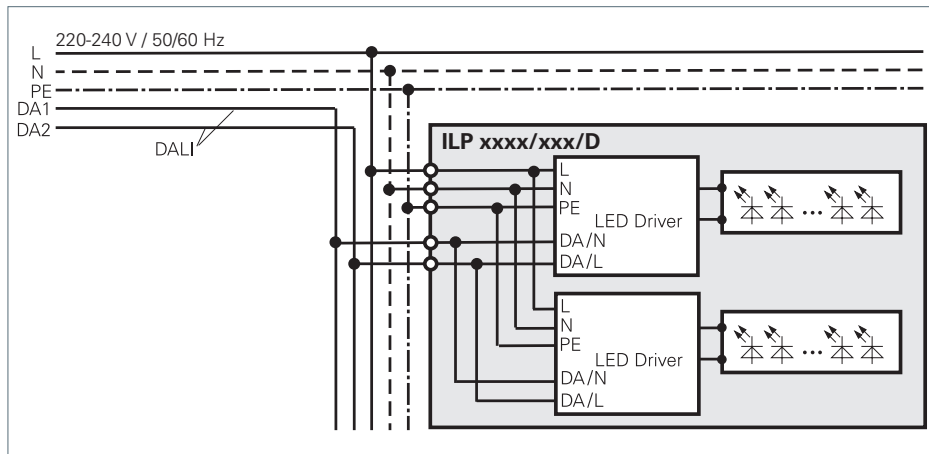 220-240 V / 50/60 Hz
L
N
PE
DA1
DA2
DALI
ILP xxxx/xxx/D
L
N
PE
LED Driver
DA/N
DA/L
...
L
N
PE
LED Driver
DA/N
DA/L
...